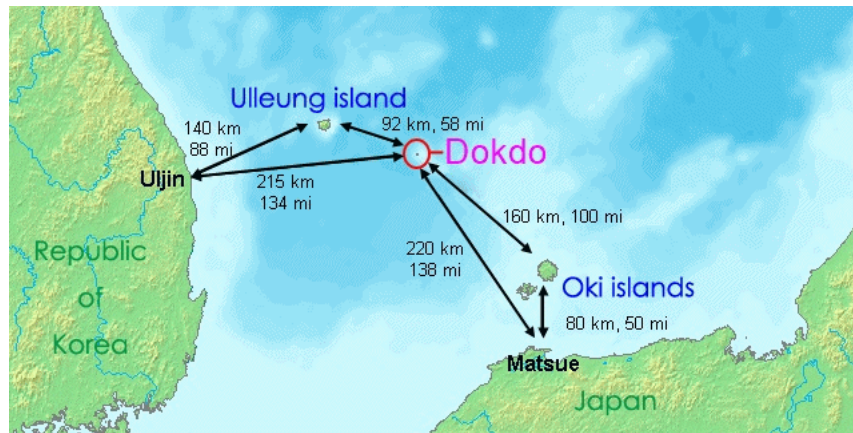 Ulleung island
140 km
88 mi
92 km, 58 mi
Dokdo
Uljin
215 km
134 mi
160 km, 100 mi
Republic
of
Korea
220 km
138 mi
Oki islands
80 km, 50 mi
Matsue
Japan